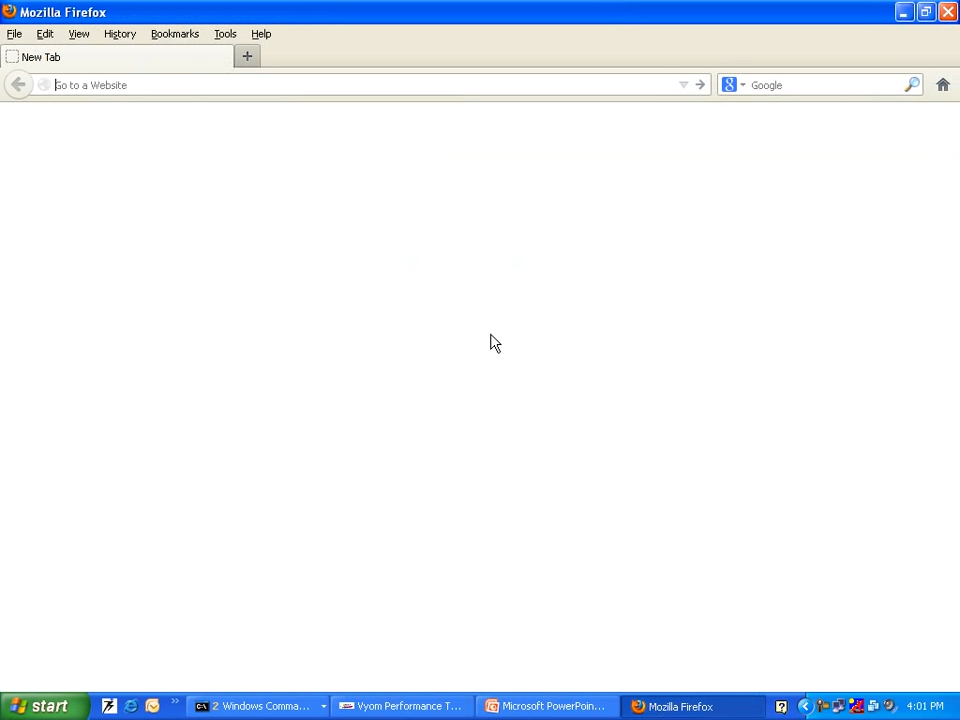 Mozilla Firefox
File Edit View History Bookmarks Tools Help
New Tab
Go to a Website
Google
start
2 Windows Comma...
Vyom Performance T...
Microsoft PowerPoin...
Mozilla Firefox
4:01 PM